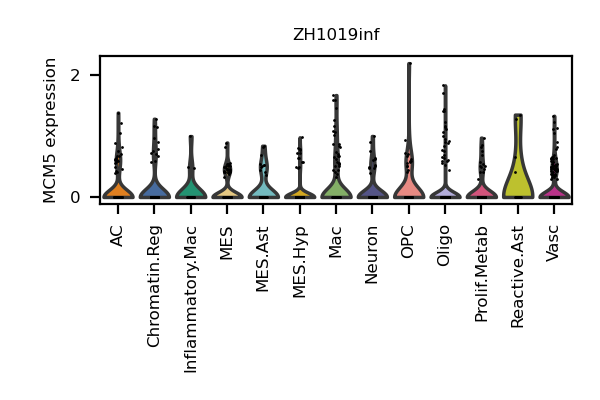 ZH1019inf
MCM5 expression
2
0
AC
Chromatin.Reg
Inflammatory.Mac
MES
MES.Ast
MES.Hyp
Mac
Neuron
OPC
Oligo
Prolif.Metab
Reactive.Ast
Vasc